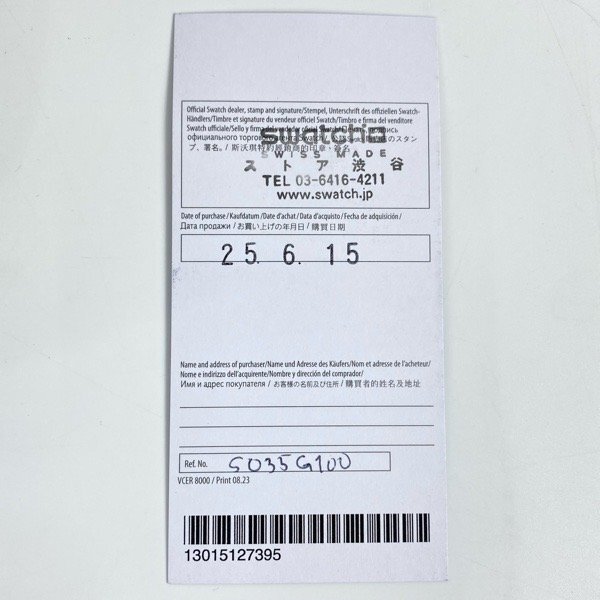 Official Swatch dealer, stamp and signature/Stempel, Unterschrift des offiziellen Swatch-
Händlers/Timbre et signature du vendeur officiel Swatch/Timbro e firma del venditore
Swatch ufficiale/Sello y firma del vendedor oficial Swatch/
официального торгового のスタン
プ、署名。/
swatch
SWISS MADE
ストア渋谷
TEL 03-6416-4211
www.swatch.jp
Date of purchase/Kaufdatum/Date d'achat/Data d'acquisto/Fecha de adquisición/
Дата продажи/お買い上げの年月日/購買日期
25. 6. 15
Name and address of purchaser/Name und Adresse des Käufers/Nom et adresse de l'acheteur/
Nome e indirizzo dell'acquirente/Nombre y dirección del comprador/
Имя и адрес покупателя / お客様の名前及び住所 / 購買者的姓名及地址
Ref. No. SO35G100
VCER 8000 / Print 08.23
13015127395